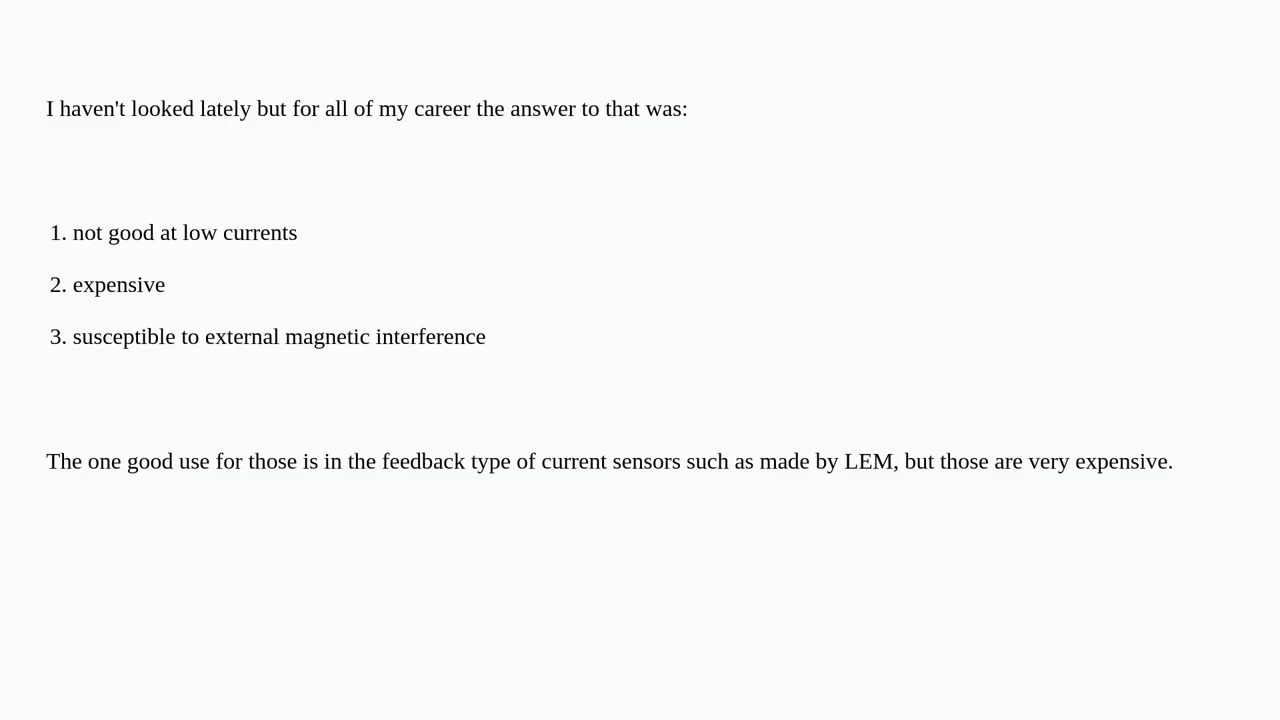 I haven't looked lately but for all of my career the answer to that was:
1. not good at low currents
2. expensive
3. susceptible to external magnetic interference
The one good use for those is in the feedback type of current sensors such as made by LEM, but those are very expensive.